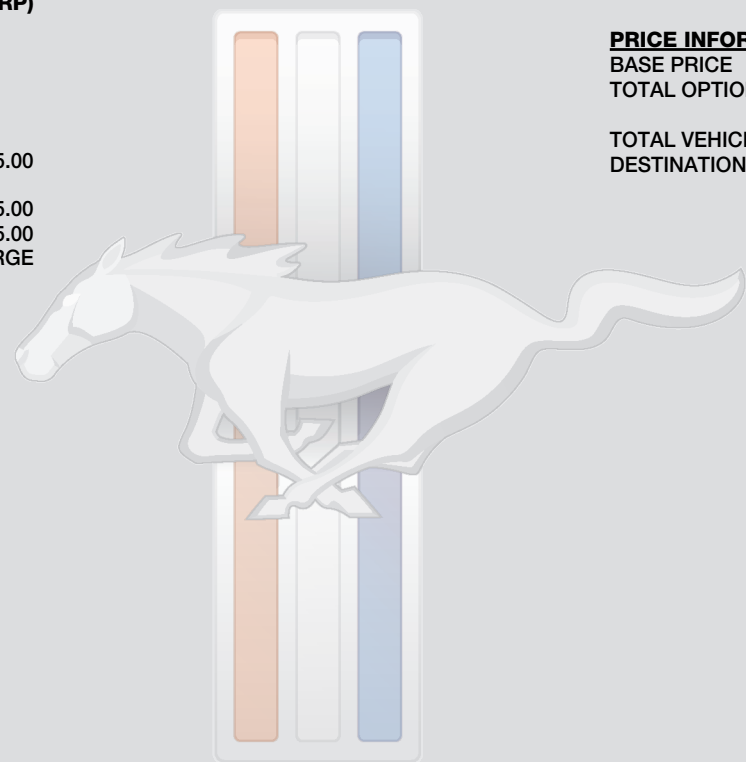 RP)
5.00
5.00
5.00
RGE
PRICE INFOR
BASE PRICE
TOTAL OPTIO
TOTAL VEHICL
DESTINATION